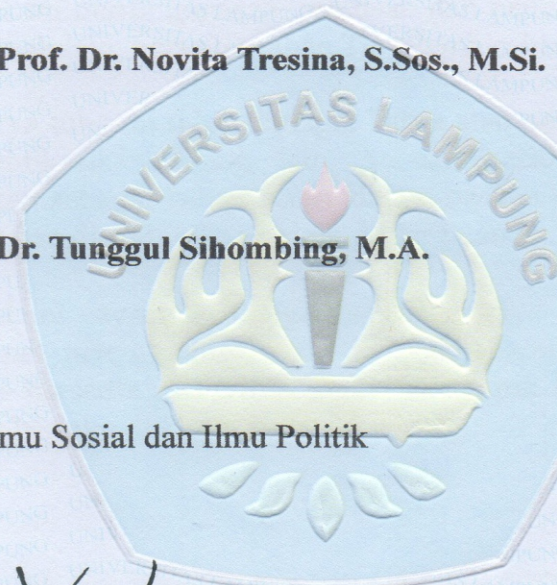 Prof. Dr. Novita Tresina, S.Sos., M.Si.
UNIVERSITAS LAMPUNG
Dr. Tunggul Sihombing, M.A.
mu Sosial dan Ilmu Politik